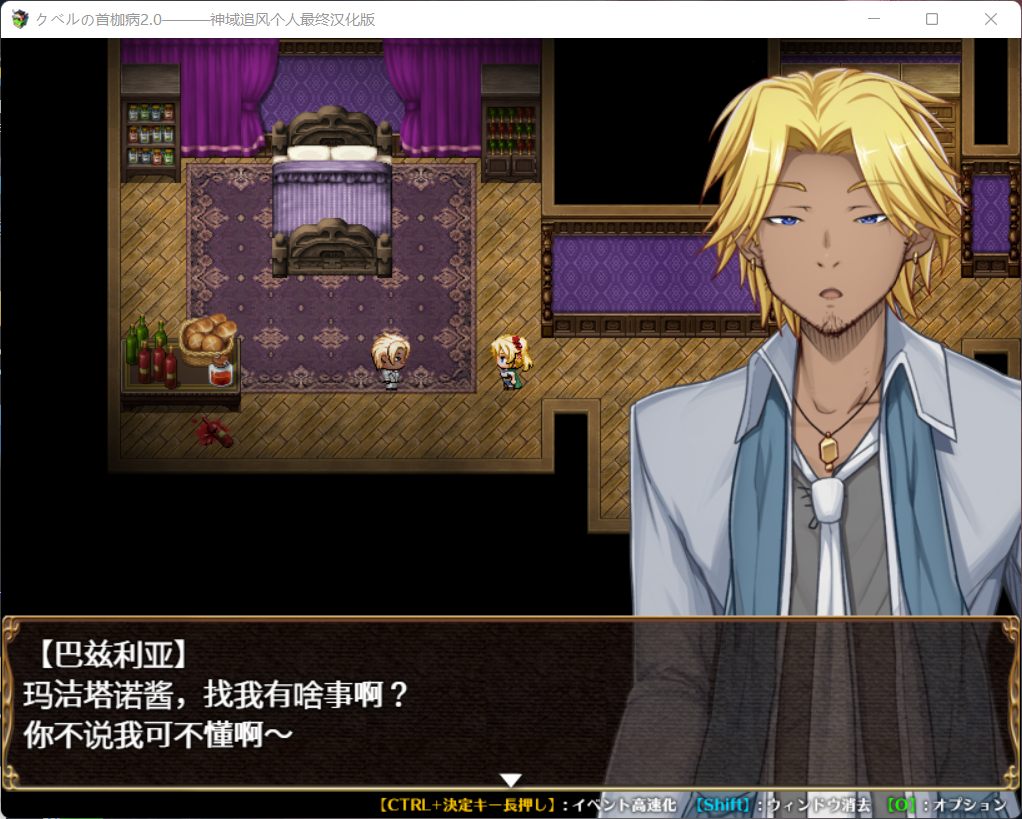 クベルの首枷病2.0———神域追风个人最终汉化版
【巴兹利亚】
玛洁塔诺酱，找我有啥事啊？
你不说我可不懂啊～
【CTRL+決定キー長押し】：イベント高速化 【Shift】：ウィンドウ消去 【O】：オプション